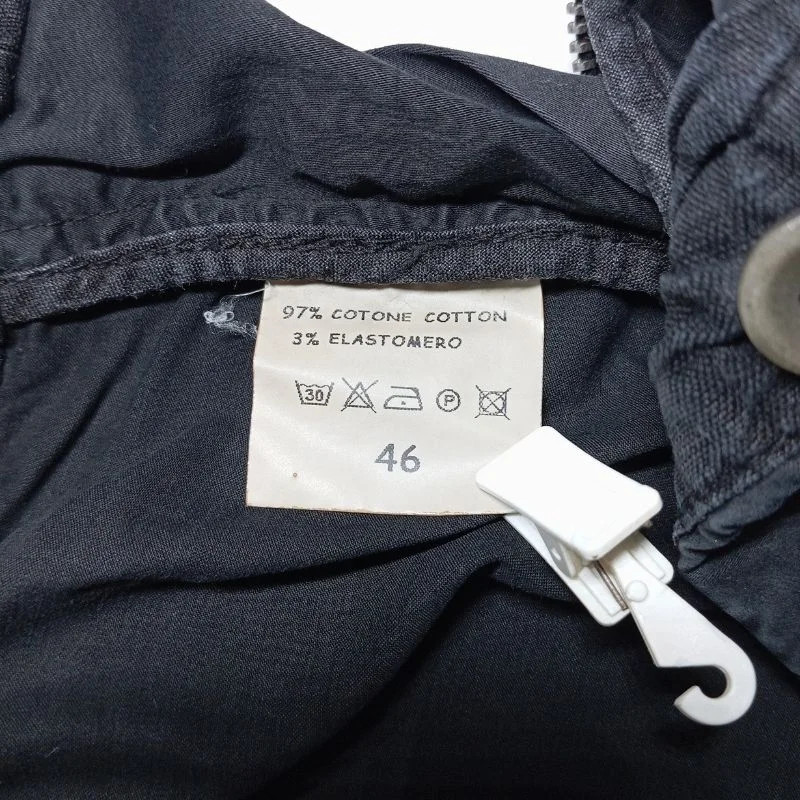 97% COTONE COTTON
3% ELASTOMERO
30 P
46